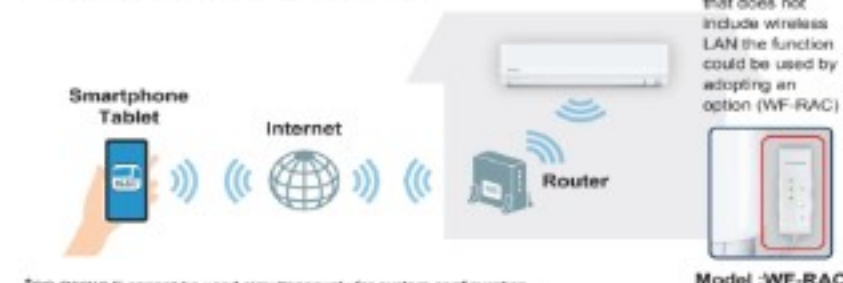 that does not
include wireless
LAN the function
could be used by
adopting an
option (WF-RAC)
Smartphone
Tablet
Internet
Router
Model :WF-RAC